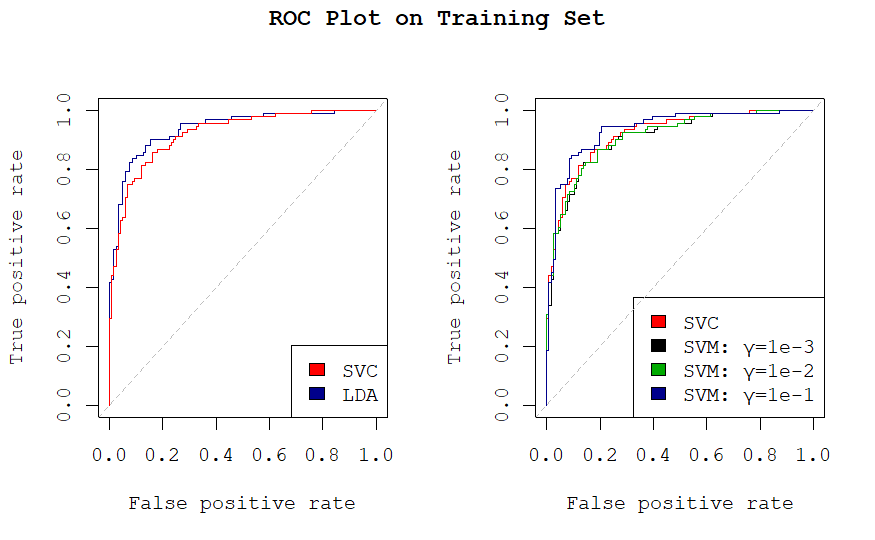 ROC Plot on Training Set
True positive rate
1.0
0.8
0.6
0.4
0.2
0.0
SVC
LDA
0.0 0.2 0.4 0.6 0.8 1.0
False positive rate
True positive rate
1.0
0.8
0.6
0.4
0.2
0.0
SVC
SVM: γ=1e-3
SVM: γ=1e-2
SVM: γ=1e-1
0.0 0.2 0.4 0.6 0.8 1.0
False positive rate